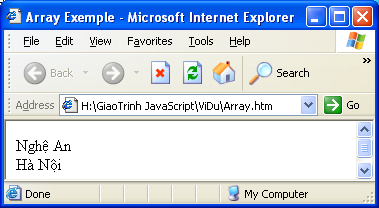 Array Exemple - Microsoft Internet Explorer
File Edit View Favorites Tools Help
Back Search
Address H:\GiaoTrinh JavaScript\ViDu\Array.htm Go
Nghệ An
Hà Nội
Done My Computer